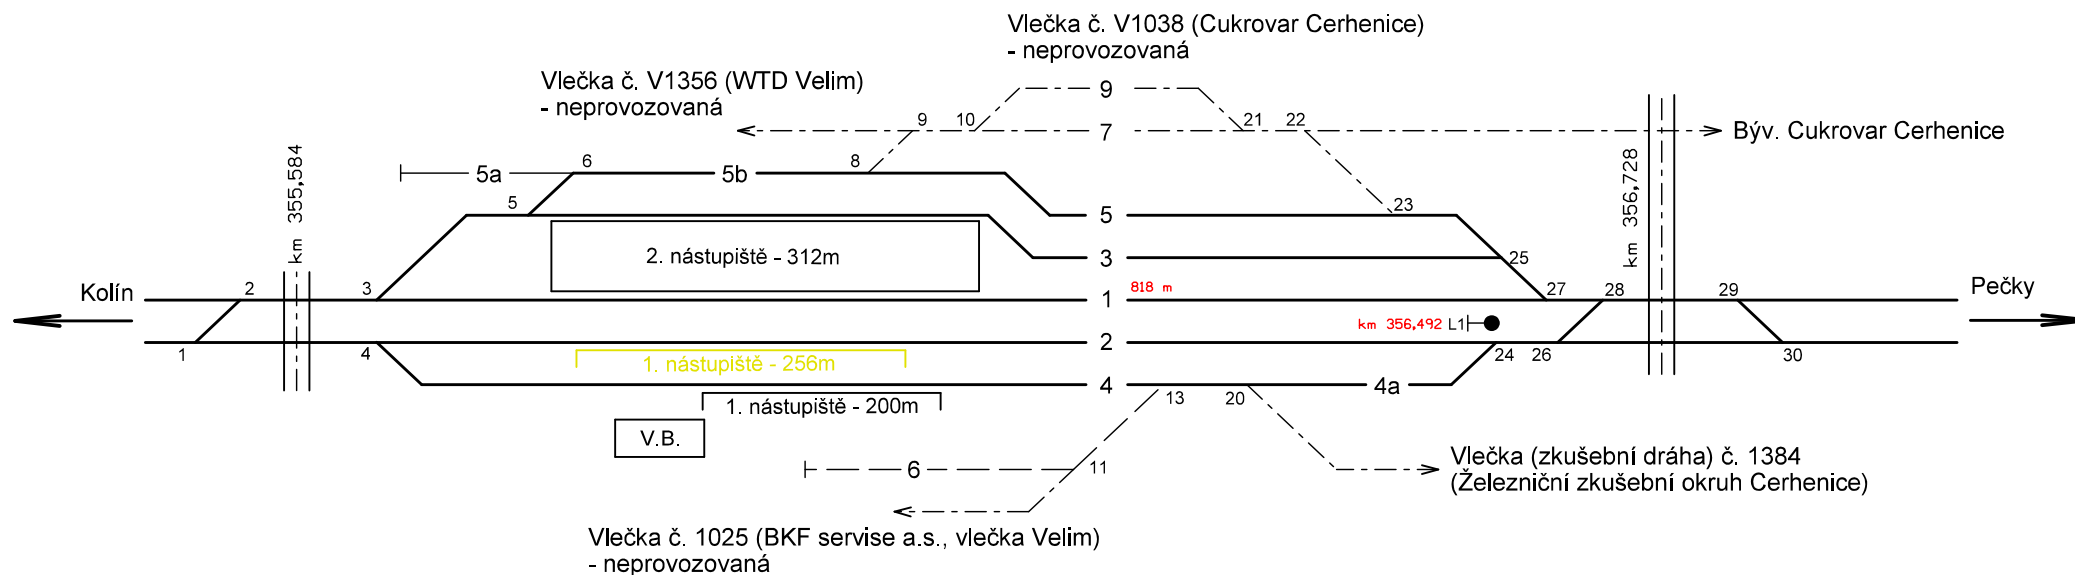 Vlečka č. V1038 (Cukrovar Cerhenice)
- neprovozovaná
Vlečka č. V1356 (WTD Velim)
- neprovozovaná
9
9 10 7 21 22
Býv. Cukrovar Cerhenice
km 355,584
km 356,728
5a 6 5b 8
5 5 23
2. nástupiště - 312m
3 25
Kolín
2 3 1 818 m 27 28 29
Pečky
km 356,492 L1
1 4 2 24 26 30
1. nástupiště - 256m
4 4a
1. nástupiště - 200m
13 20
V.B.
6 11
Vlečka (zkušební dráha) č. 1384
(Železniční zkušební okruh Cerhenice)
Vlečka č. 1025 (BKF servise a.s., vlečka Velim)
- neprovozovaná